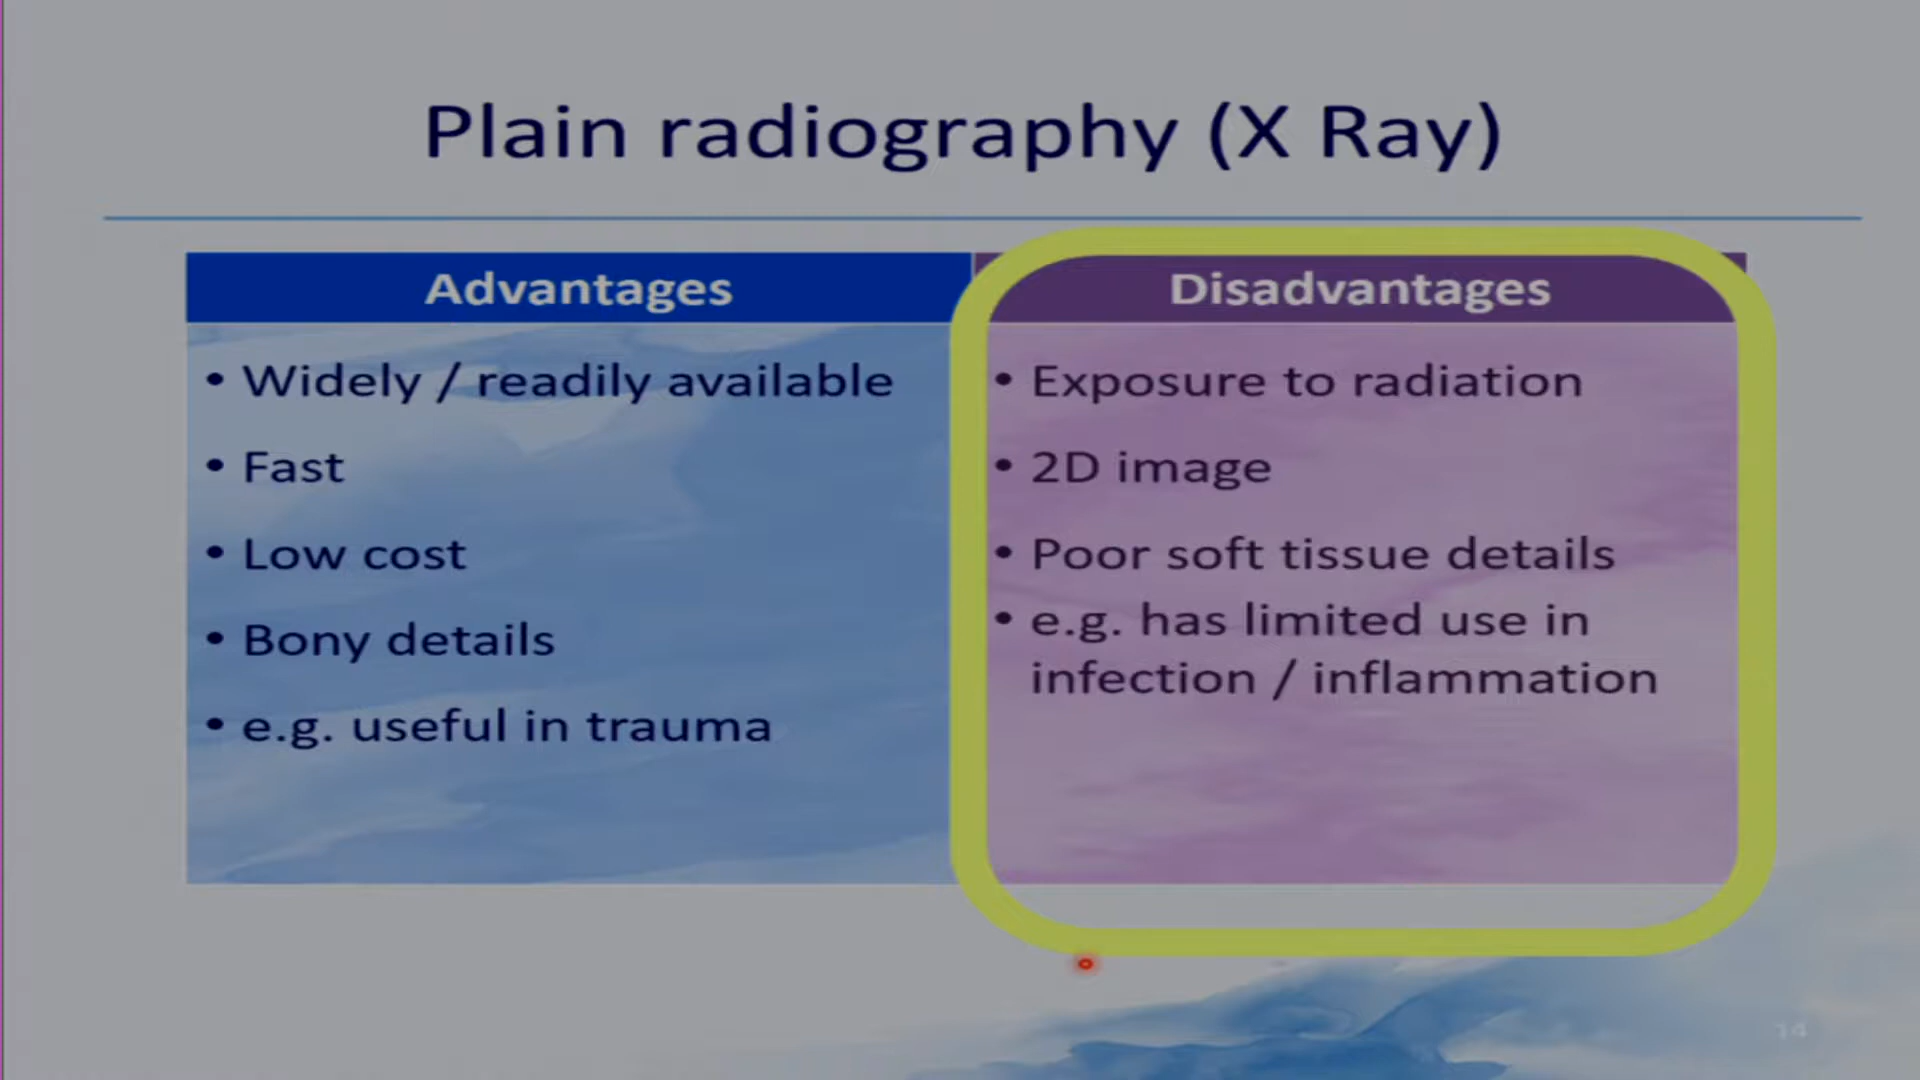 Plain radiography (X Ray)
Advantages
• Widely / readily available
• Fast
• Low cost
• Bony details
• e.g. useful in trauma
Disadvantages
• Exposure to radiation
• 2D image
• Poor soft tissue details
• e.g. has limited use in
infection / inflammation
14